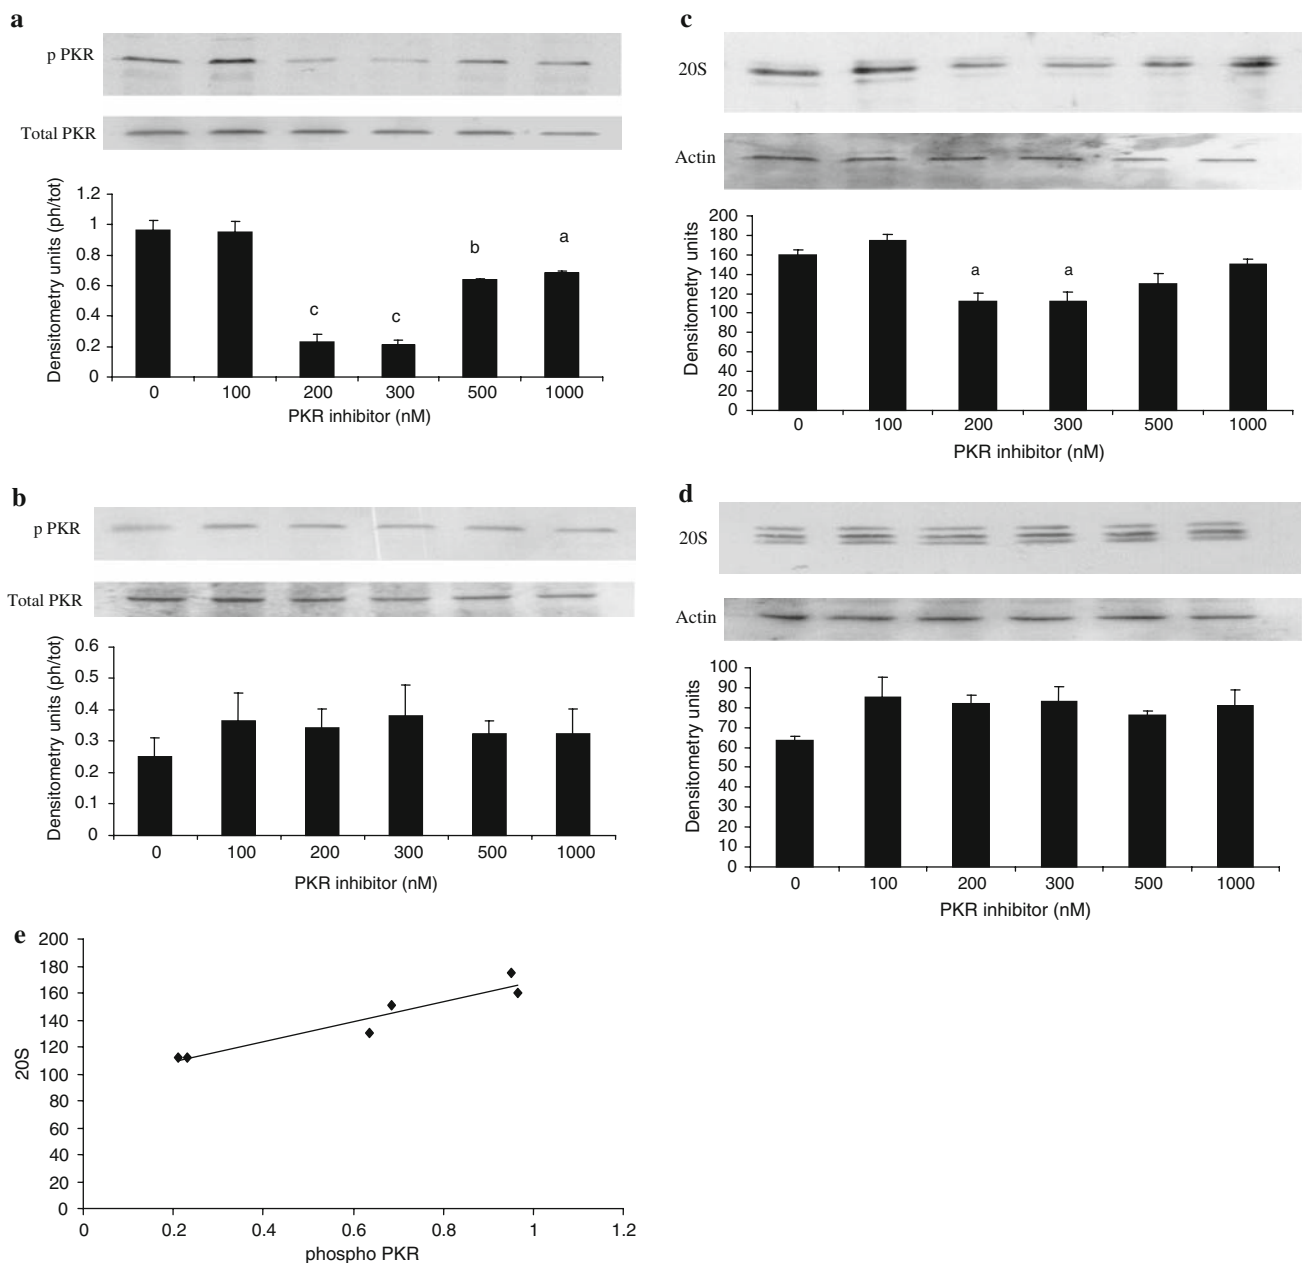 a
p PKR
Total PKR
Densitometry units (ph/tot)
1.2
1
0.8
0.6
0.4
0.2
0
c
c
b
a
0 100 200 300 500 1000
PKR inhibitor (nM)
c
20S
Actin
Densitometry units
200
180
160
140
120
100
80
60
40
20
0
a
a
0 100 200 300 500 1000
PKR inhibitor (nM)
b
p PKR
Total PKR
Densitometry units (ph/tot)
0.6
0.5
0.4
0.3
0.2
0.1
0
0 100 200 300 500 1000
PKR inhibitor (nM)
d
20S
Actin
Densitometry units
100
90
80
70
60
50
40
30
20
10
0
0 100 200 300 500 1000
PKR inhibitor (nM)
e
20S
200
180
160
140
120
100
80
60
40
20
0
0 0.2 0.4 0.6 0.8 1 1.2
phospho PKR